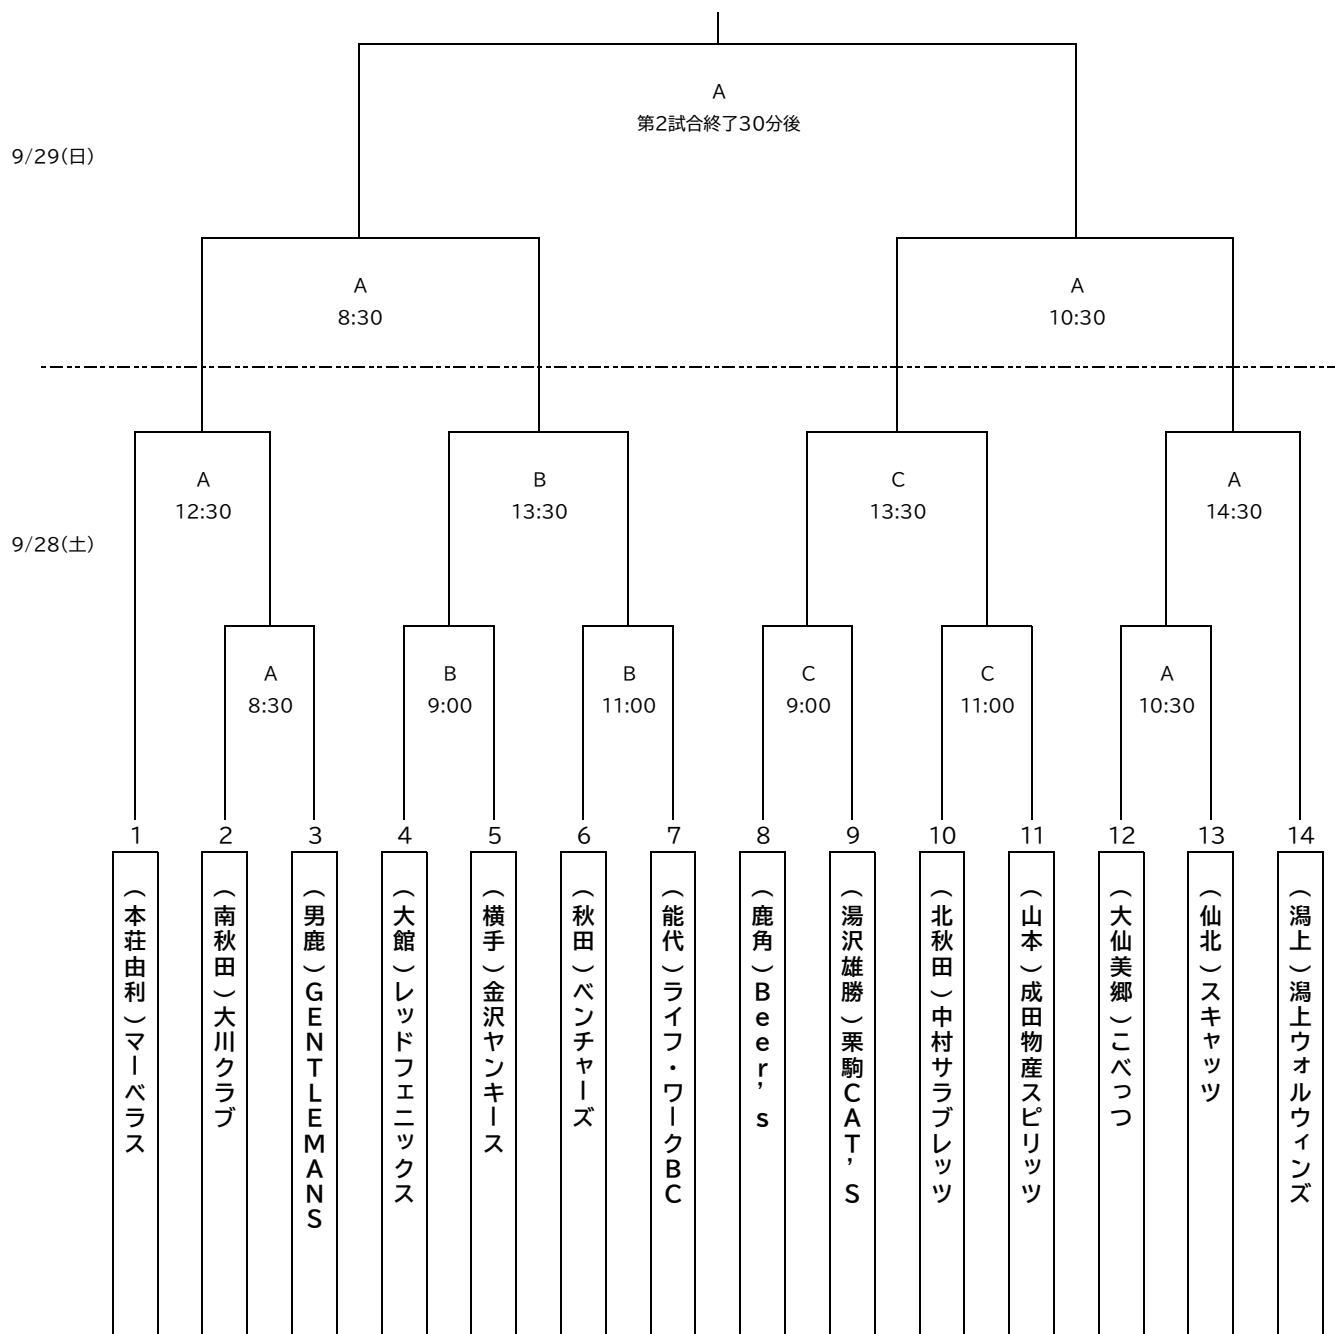 A
第2試合終了30分後
9/29(日)
A
8:30
A
10:30
A
12:30
B
13:30
C
13:30
A
14:30
9/28(土)
A
8:30
B
9:00
B
11:00
C
9:00
C
11:00
A
10:30
1
2
3
4
5
6
7
8
9
10
11
12
13
14
（本荘由利）マーベラス
（南秋田）大川クラブ
（男鹿）GENTLEMANS
（大館）レッドフェニックス
（横手）金沢ヤンキース
（秋田）ベンチャーズ
（能代）ライフ・ワークBC
（鹿角）Beer’s
（湯沢雄勝）栗駒CAT’S
（北秋田）中村サラブレッツ
（山本）成田物産スピリッツ
（大仙美郷）こべっつ
（仙北）スキャッツ
（潟上）潟上ウォルウィンズ